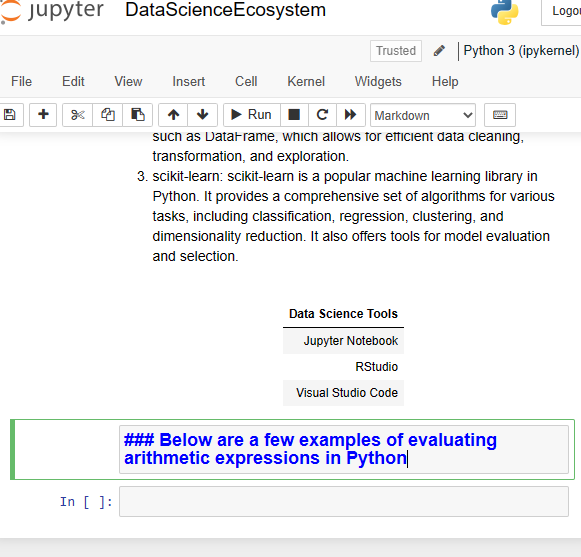 jupyter DataScienceEcosystem
Trusted Python 3 (ipykernel)
File Edit View Insert Cell Kernel Widgets Help
Run Markdown
such as DataFrame, which allows for efficient data cleaning,
transformation, and exploration.
3. scikit-learn: scikit-learn is a popular machine learning library in
Python. It provides a comprehensive set of algorithms for various
tasks, including classification, regression, clustering, and
dimensionality reduction. It also offers tools for model evaluation
and selection.
Data Science Tools
Jupyter Notebook
RStudio
Visual Studio Code
### Below are a few examples of evaluating
arithmetic expressions in Python
In [ ]: